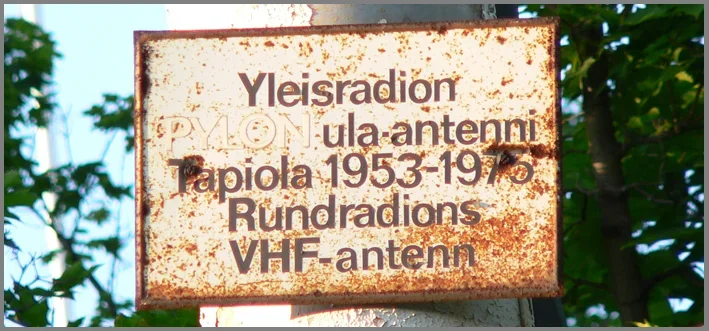 Yleisradion
PYLON ula-antenni
Tapiola 1953-1975
Rundradions
VHF-antenn